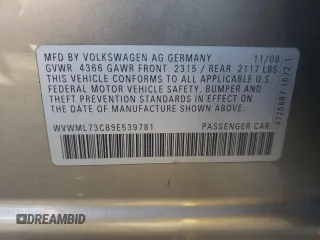 MFD BY VOLKSWAGEN AG GERMANY 11/08
GVWR 4366 GAWR FRONT 2315 / REAR 2117 LBS
THIS VEHICLE CONFORMS TO ALL APPLICABLE U.S.
FEDERAL MOTOR VEHICLE SAFETY, BUMPER AND
THEFT PREVENTION STANDARDS IN EFFECT ON
THE DATE OF MANUFACTURE SHOWN ABOVE.
WVWML73C89E539781 PASSENGER CAR
DREAMBID